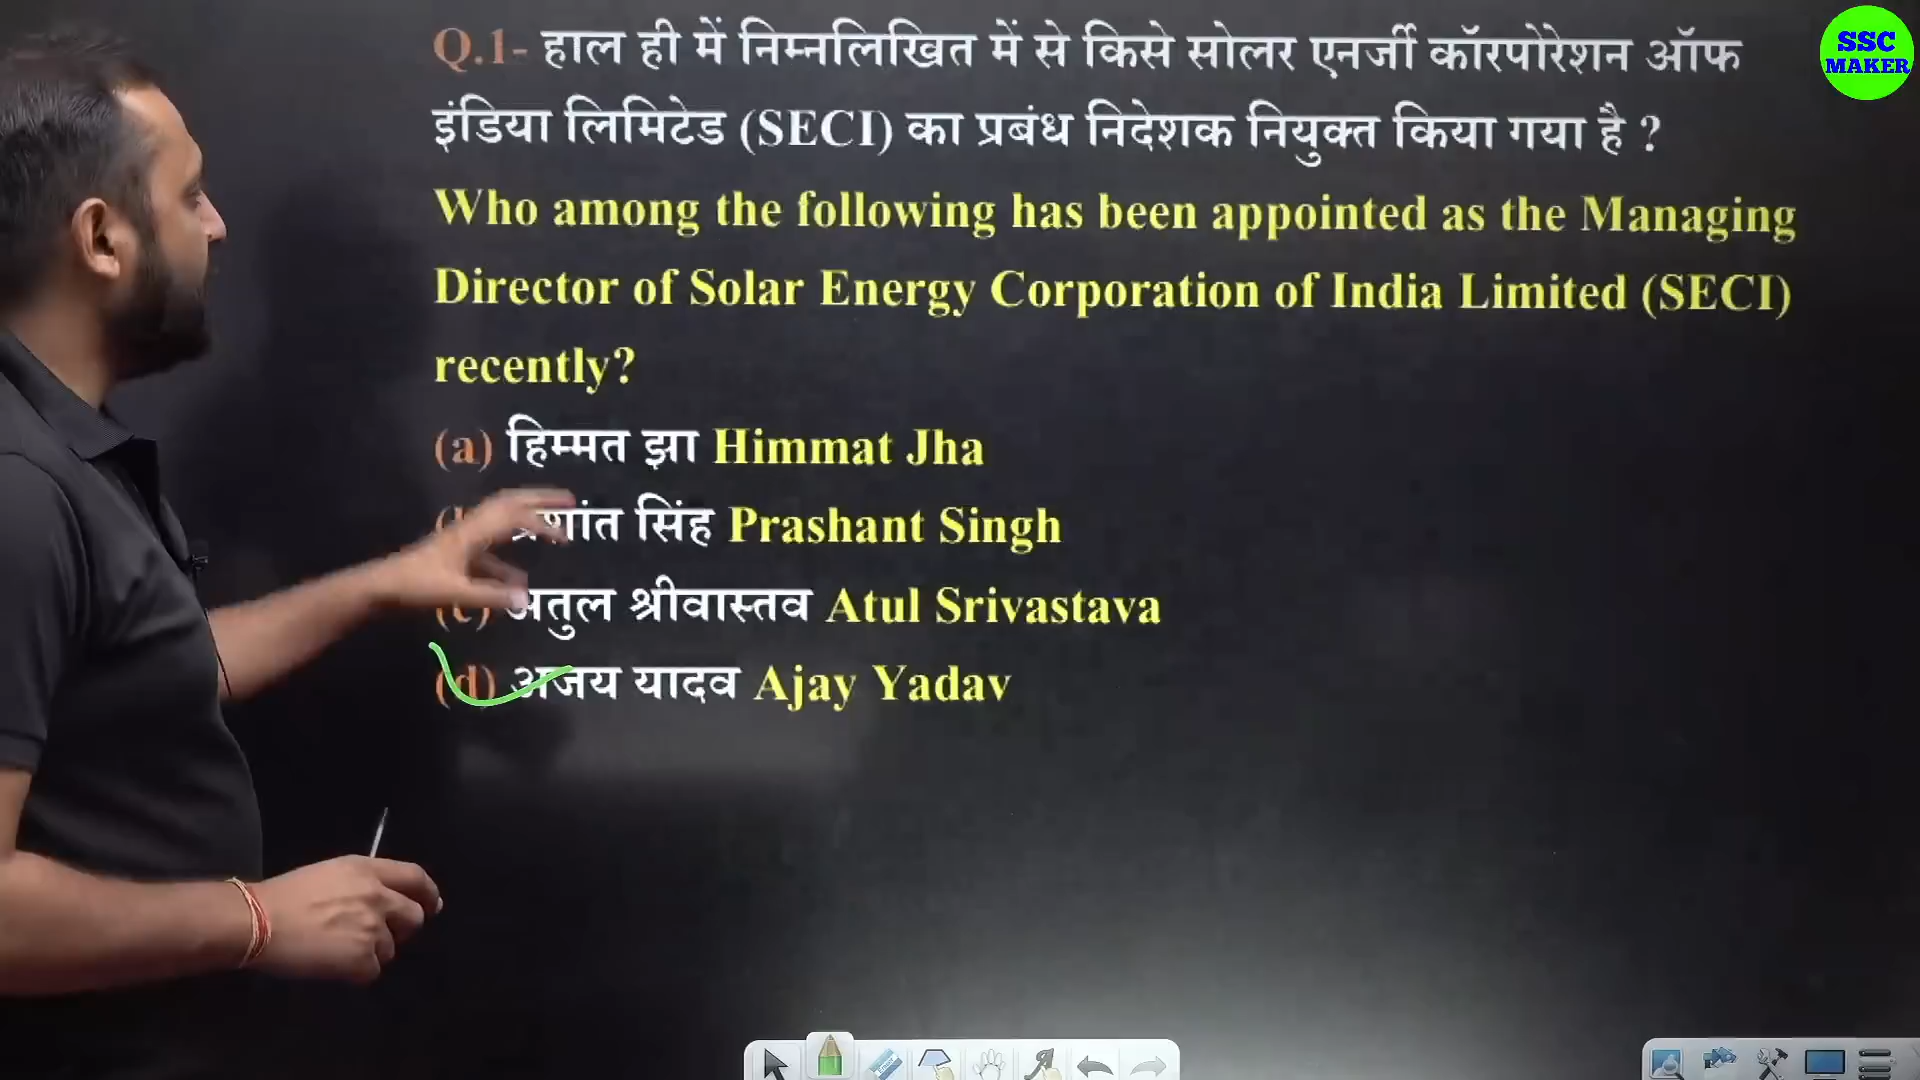 Q.1- हाल ही में निम्नलिखित में से किसे सोलर एनर्जी कॉरपोरेशन ऑफ
इंडिया लिमिटेड (SECI) का प्रबंध निदेशक नियुक्त किया गया है ?
Who among the following has been appointed as the Managing
Director of Solar Energy Corporation of India Limited (SECI)
recently?
(a) हिम्मत झा Himmat Jha
सिंह Prashant Singh
(c) अतुल श्रीवास्तव Atul Srivastava
(d) अजय यादव Ajay Yadav
SSC
MAKER